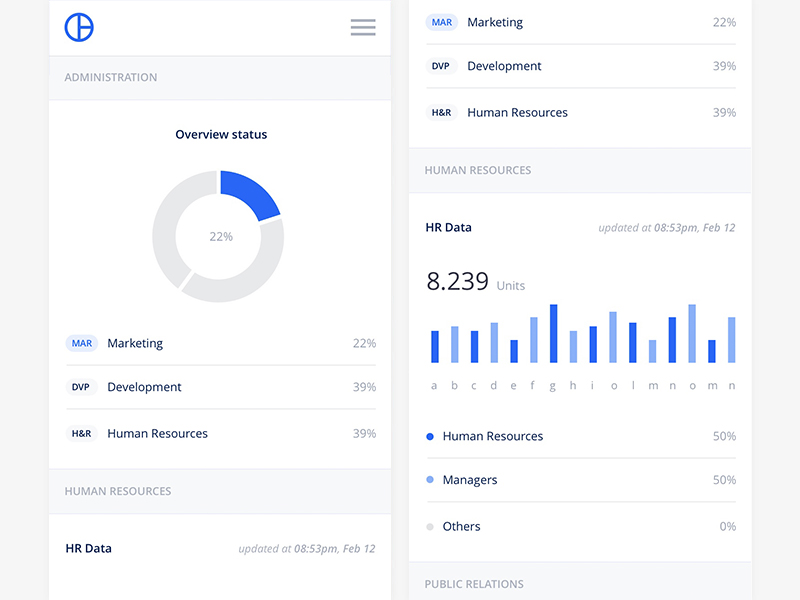 ADMINISTRATION
Overview status
22%
MAR Marketing 22%
DVP Development 39%
H&R Human Resources 39%
HUMAN RESOURCES
HR Data updated at 08:53pm, Feb 12
MAR Marketing 22%
DVP Development 39%
H&R Human Resources 39%
HUMAN RESOURCES
HR Data updated at 08:53pm, Feb 12
8.239 Units
a b c d e f g h i o l m n o m n
Human Resources 50%
Managers 50%
Others 0%
PUBLIC RELATIONS